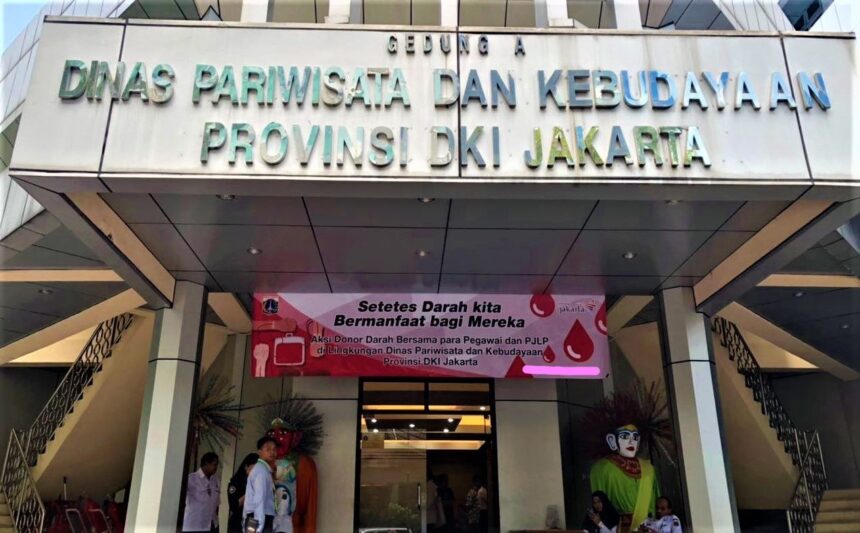 GEDUNG A
DINAS PARIWISATA DAN KEBUDAYAAN
PROVINSI DKI JAKARTA
Setetes Darah kita
Bermanfaat bagi Mereka
jakarta
Aksi Donor Darah Bersama para Pegawai dan PJLP
di Lingkungan Dinas Pariwisata dan Kebudayaan
Provinsi DKI Jakarta